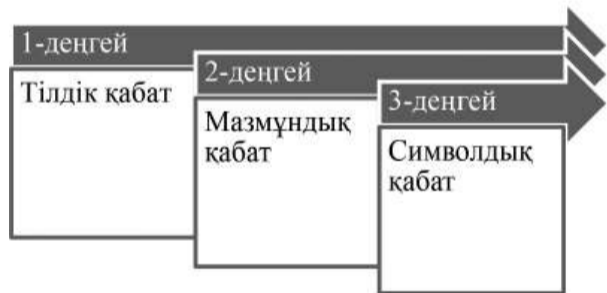 1-деңгей
Тілдік қабат
2-деңгей
Мазмұндық
қабат
3-деңгей
Символдық
қабат